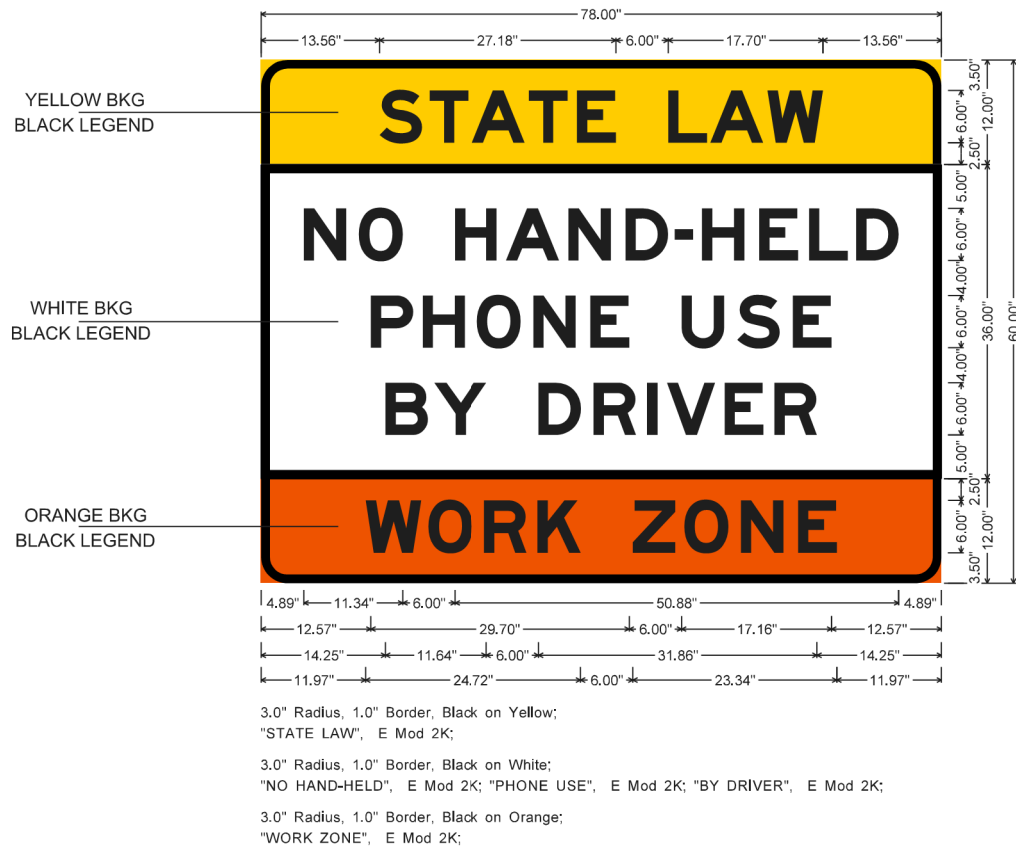 78.00"
13.56" 27.18" 6.00" 17.70" 13.56"
YELLOW BKG
BLACK LEGEND
STATE LAW
3.50"
6.00"
2.50"
12.00"
NO HAND-HELD
PHONE USE
BY DRIVER
WHITE BKG
BLACK LEGEND
5.00"
6.00"
4.00"
6.00"
4.00"
6.00"
5.00"
36.00"
60.00"
ORANGE BKG
BLACK LEGEND
WORK ZONE
2.50"
6.00"
3.50"
12.00"
4.89" 11.34" 6.00" 50.88" 4.89"
12.57" 29.70" 6.00" 17.16" 12.57"
14.25" 11.64" 6.00" 31.86" 14.25"
11.97" 24.72" 6.00" 23.34" 11.97"
3.0" Radius, 1.0" Border, Black on Yellow;
"STATE LAW", E Mod 2K;
3.0" Radius, 1.0" Border, Black on White;
"NO HAND-HELD", E Mod 2K; "PHONE USE", E Mod 2K; "BY DRIVER", E Mod 2K;
3.0" Radius, 1.0" Border, Black on Orange;
"WORK ZONE", E Mod 2K;